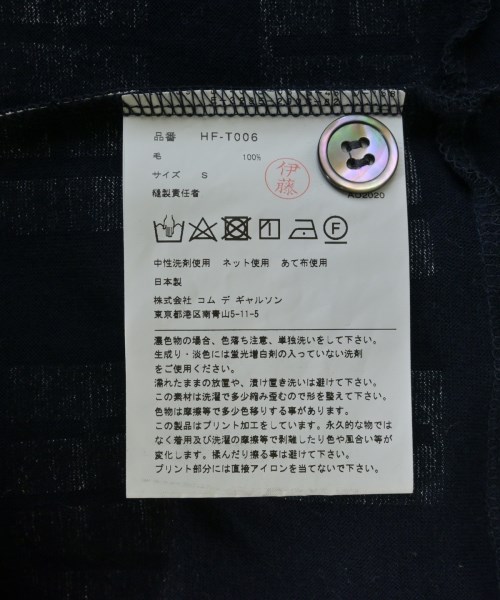 品番 HF-T006
毛 100%
サイズ S
縫製責任者
伊藤
AD2020
F
中性洗剤使用 ネット使用 あて布使用
日本製
株式会社 コム デ ギャルソン
東京都港区南青山5-11-5
濃色物の場合、色落ち注意、単独洗いをして下さい。
生成り・淡色には蛍光増白剤の入っていない洗剤
をご使用ください。
濡れたままの放置や、漬け置き洗いは避けて下さい。
この素材は洗濯で多少縮み歪むので形を整えて下さい。
色物は摩擦等で多少色移りする事があります。
この製品はプリント加工をしています。永久的な物では
なく着用及び洗濯の摩擦等で剥離したり色や風合い等が
変化します。揉んだり擦る事は避けて下さい。
プリント部分には直接アイロンを当てないで下さい。